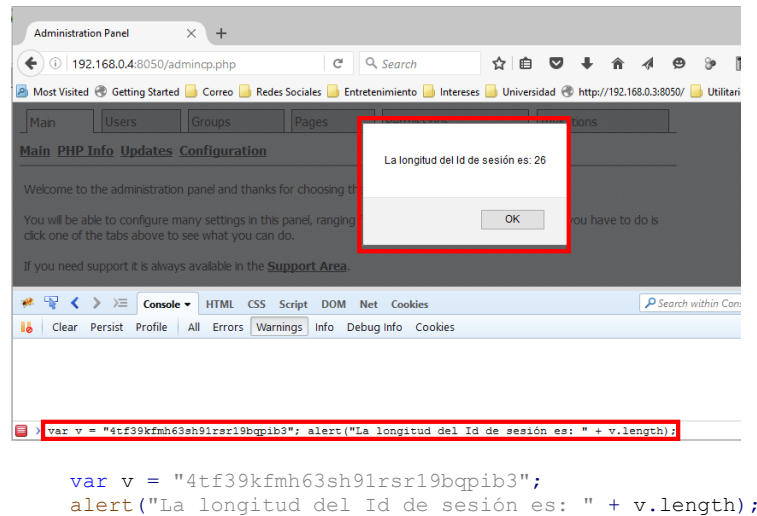 Administration Panel
192.168.0.4:8050/admincp.php Search
Most Visited Getting Started Correo Redes Sociales Entretenimiento Intereses Universidad http://192.168.0.3:8050/ Utilitari
Main Users Groups Pages
Main PHP Info Updates Configuration
La longitud del Id de sesión es: 26
OK
Welcome to the administration panel and thanks for choosing th
You will be able to configure many settings in this panel, ranging you have to do is
click one of the tabs above to see what you can do.
If you need support it is always available in the Support Area.
Console HTML CSS Script DOM Net Cookies Search within Cons
Clear Persist Profile All Errors Warnings Info Debug Info Cookies
var v = "4tf39kfmh63sh91rsr19bqpib3"; alert("La longitud del Id de sesión es: " + v.length);
var v = "4tf39kfmh63sh91rsr19bqpib3";
alert("La longitud del Id de sesión es: " + v.length);